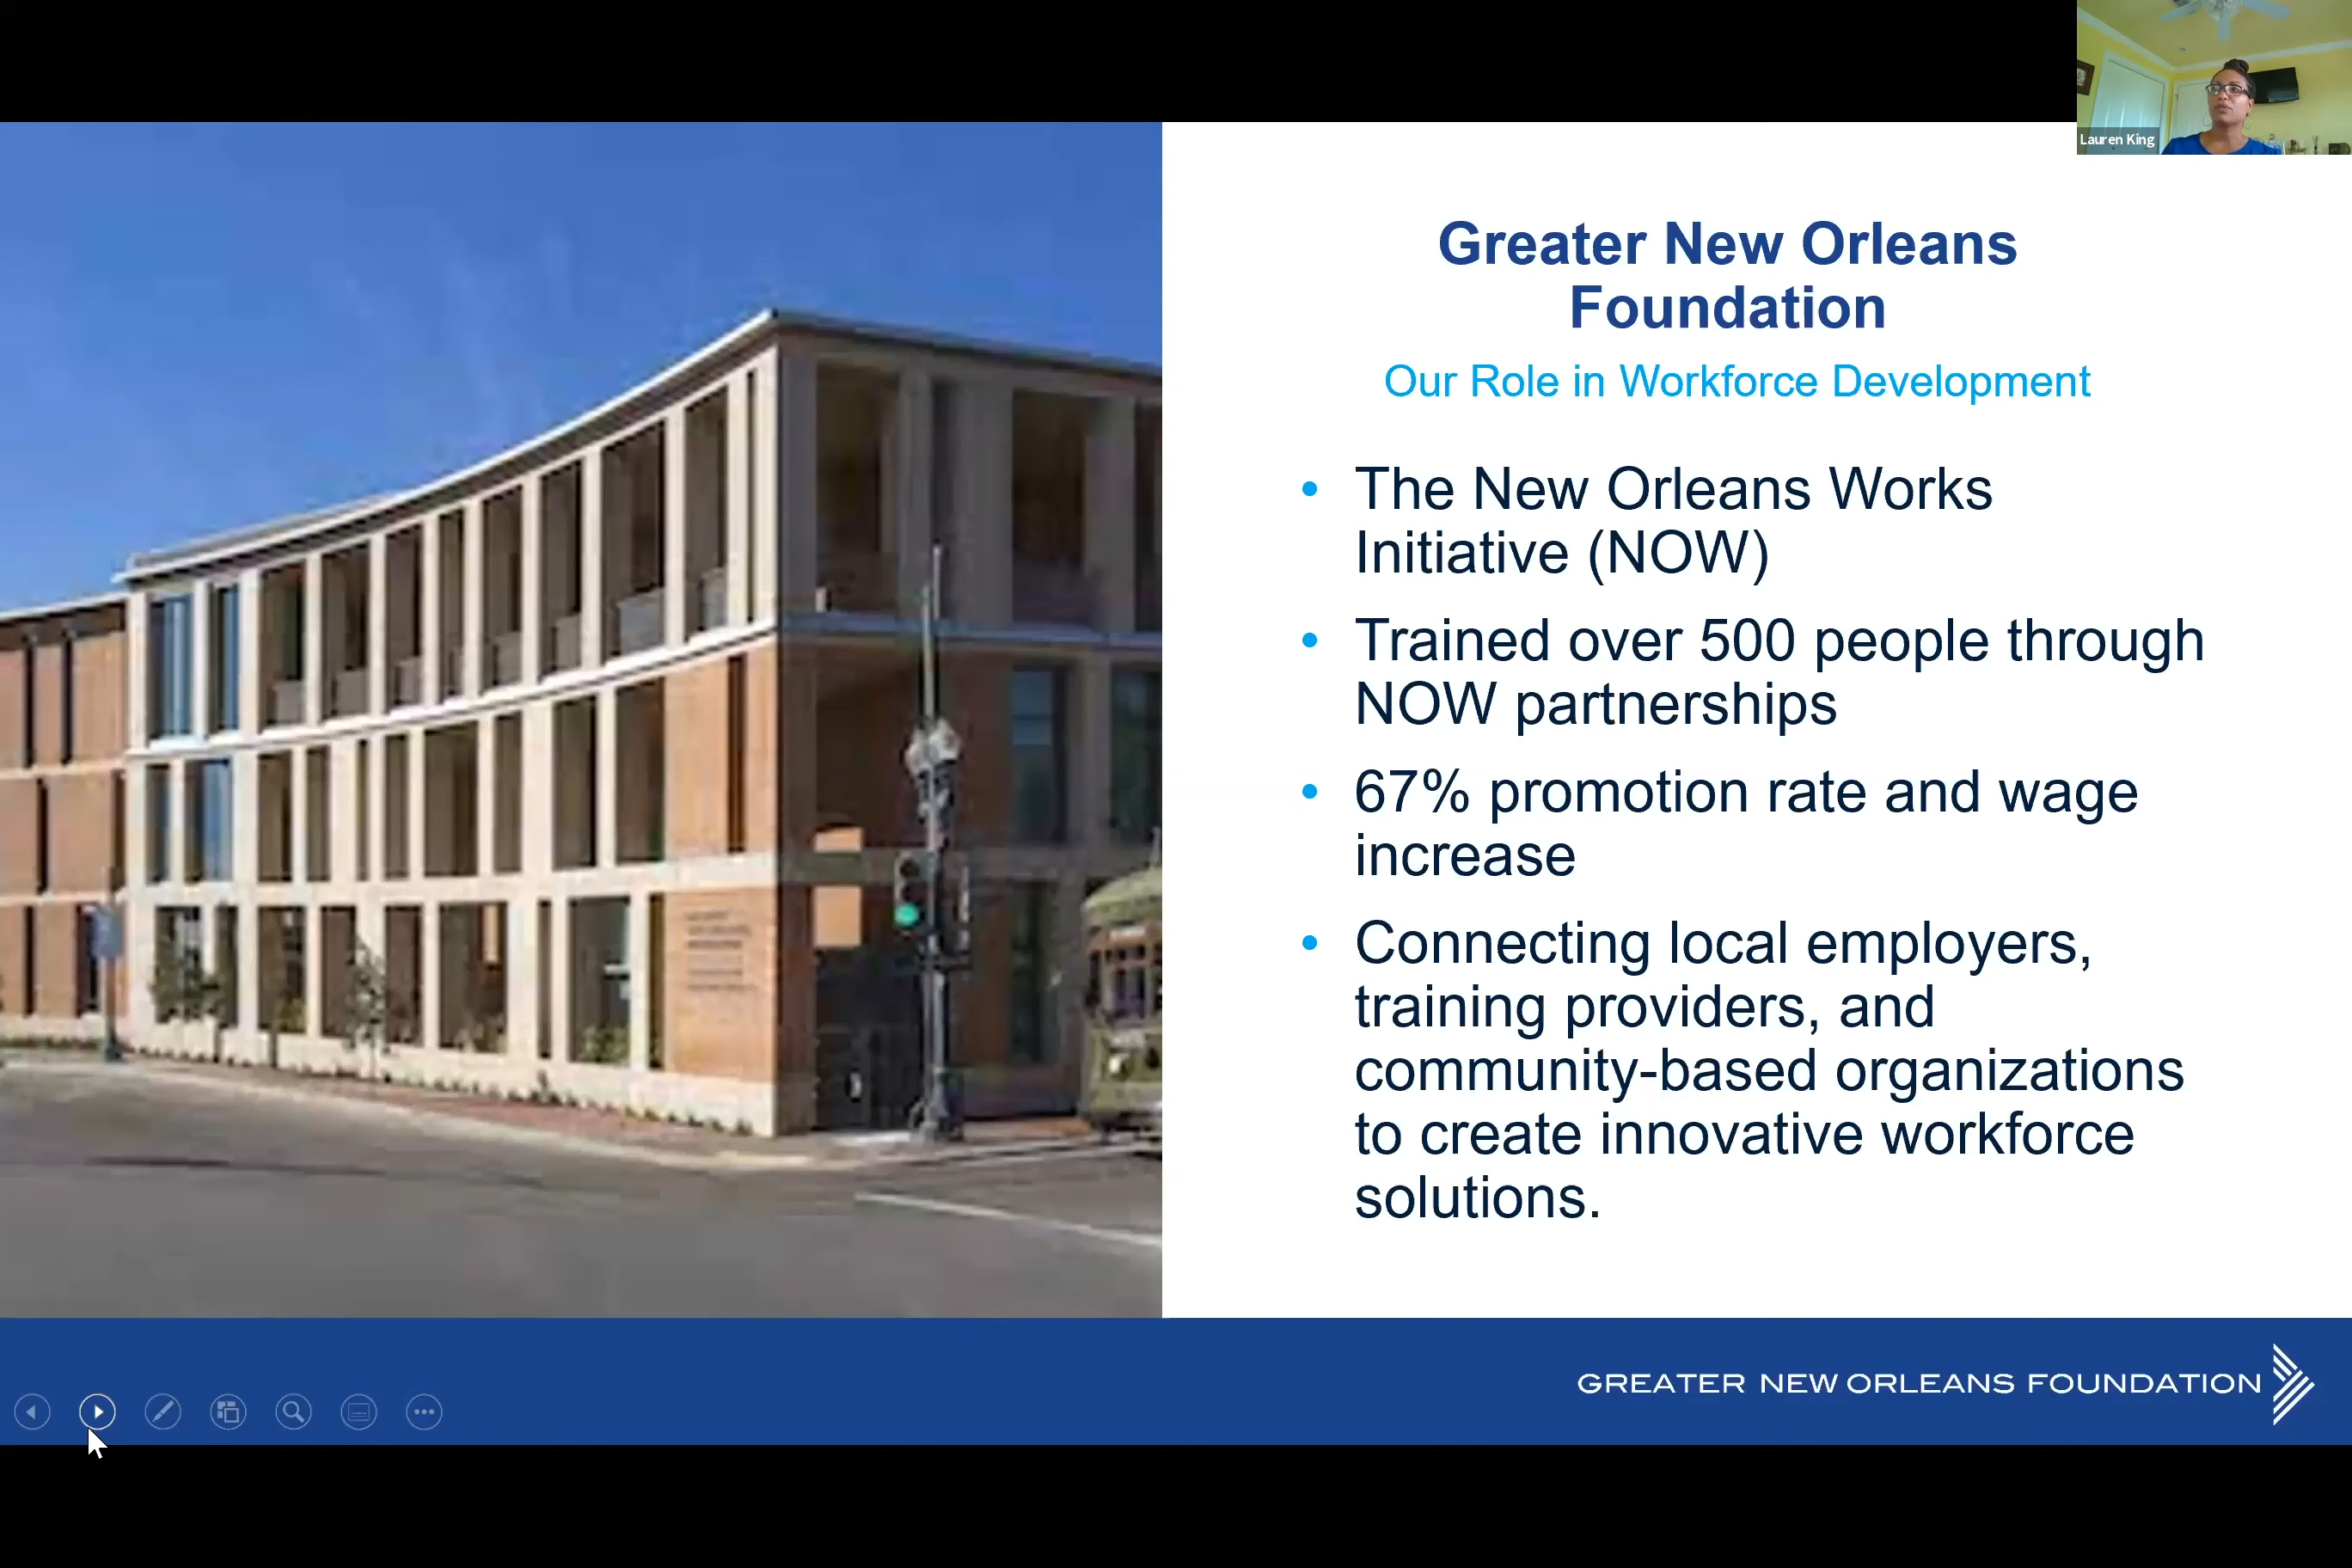 Lauren King
Greater New Orleans
Foundation
Our Role in Workforce Development
• The New Orleans Works
Initiative (NOW)
• Trained over 500 people through
NOW partnerships
• 67% promotion rate and wage
increase
• Connecting local employers,
training providers, and
community-based organizations
to create innovative workforce
solutions.
GREATER NEW ORLEANS FOUNDATION